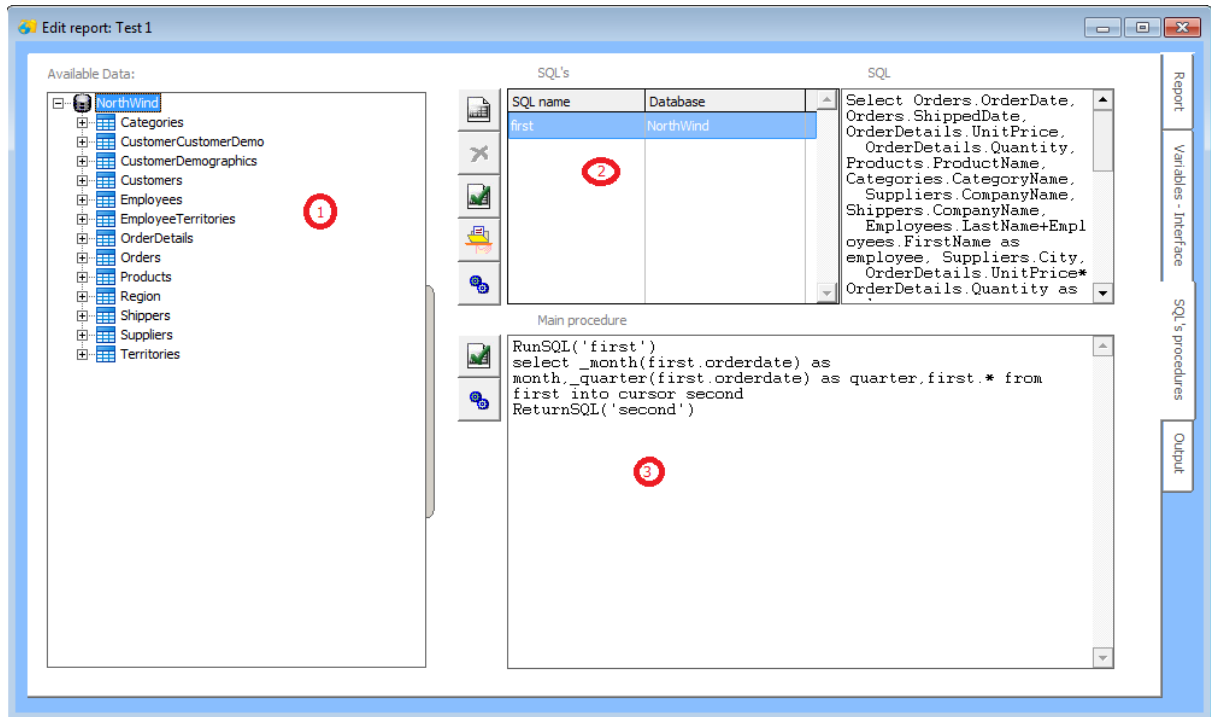 Edit report: Test 1
Available Data:
NorthWind
Categories
CustomerCustomerDemo
CustomerDemographics
Customers
Employees
EmployeeTerritories
OrderDetails
Orders
Products
Region
Shippers
Suppliers
Territories
1
SQL's
SQL name Database
first NorthWind
2
SQL
Select Orders.OrderDate,
Orders.ShippedDate,
OrderDetails.UnitPrice,
OrderDetails.Quantity,
Products.ProductName,
Categories.CategoryName,
Suppliers.CompanyName,
Shippers.CompanyName,
Employees.LastName+Empl
oyees.FirstName as
employee, Suppliers.City,
OrderDetails.UnitPrice*
OrderDetails.Quantity as
Main procedure
RunSQL('first')
select _month(first.orderdate) as
month,_quarter(first.orderdate) as quarter,first.* from
first into cursor second
ReturnSQL('second')
3
Report
Variables - Interface
SQL's procedures
Output